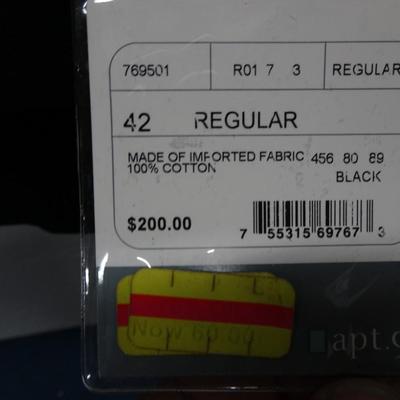 769501 R01 7 3 REGULAR
42 REGULAR
MADE OF IMPORTED FABRIC 456 80 89
100% COTTON BLACK
$200.00
7 55315 69767 3
Now 60.00
apt.9